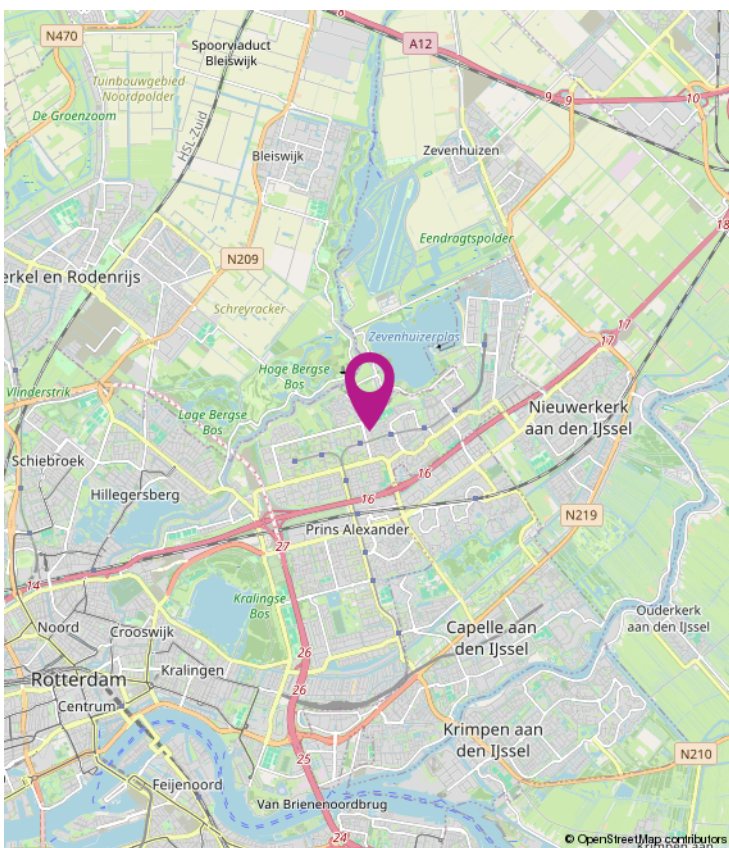 N470
Spoorviaduct
Bleiswijk
8
A12
Tuinbouwgebied
Noordpolder
9
9
10
De Groenzoom
HSL-Zuid
Bleiswijk
Zevenhuizen
18
Eendragtspolder
N209
erkel en Rodenrijs
Schreyracker
17
17
Zevenhuizerplas
Hoge Bergse
Bos
Vlinderstrik
Lage Bergse
Bos
Nieuwerkerk
aan den IJssel
Schiebroek
16
Hillegersberg
16
N219
Prins Alexander
27
14
Kralingse
Bos
Ouderkerk
aan den IJssel
Noord
Crooswijk
Capelle aan
den IJssel
26
Kralingen
Rotterdam
26
Centrum
Krimpen aan
den IJssel
25
N210
Feijenoord
Van Brienenoordbrug
24
© OpenStreetMap contributors
Krimpen aan